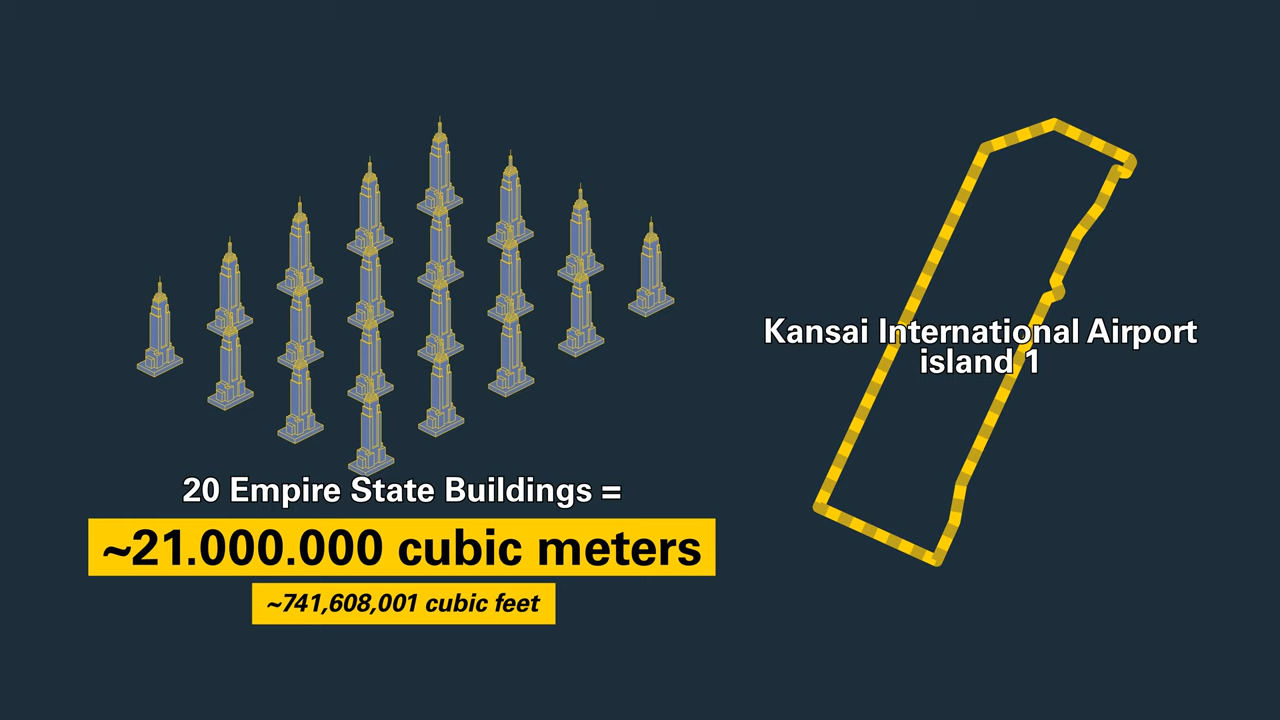 20 Empire State Buildings =
~21.000.000 cubic meters
~741,608,001 cubic feet
Kansai International Airport
island 1